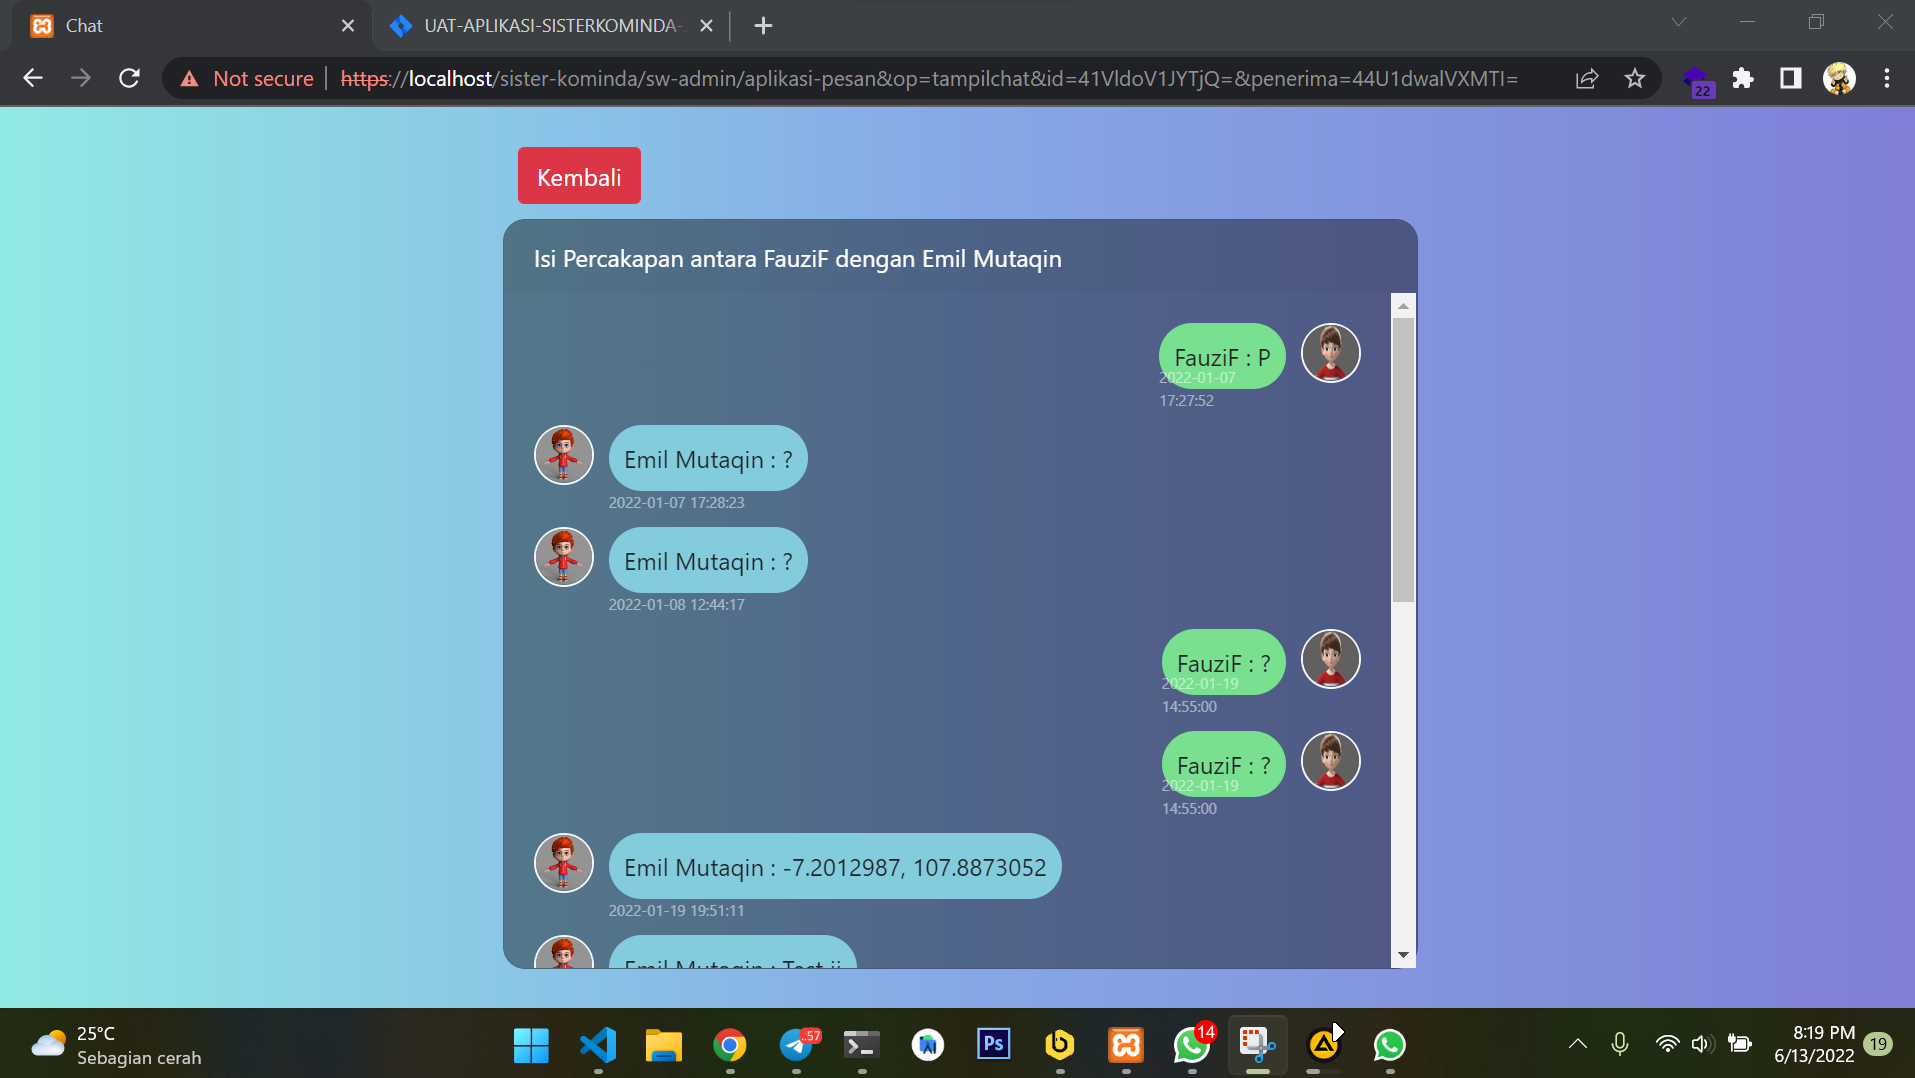 Chat
UAT-APLIKASI-SISTERKOMINDA-
Not secure
https://localhost/sister-kominda/sw-admin/aplikasi-pesan&op=tampilchat&id=41VldoV1JYTjQ=&penerima=44U1dwalVXMTI=
22
Kembali
Isi Percakapan antara FauziF dengan Emil Mutaqin
FauziF : P
2022-01-07
17:27:52
Emil Mutaqin : ?
2022-01-07 17:28:23
Emil Mutaqin : ?
2022-01-08 12:44:17
FauziF : ?
2022-01-19
14:55:00
FauziF : ?
2022-01-19
14:55:00
Emil Mutaqin : -7.2012987, 107.8873052
2022-01-19 19:51:11
Emil Mutaqin :
25°C
Sebagian cerah
..57
Ps
14
8:19 PM
6/13/2022
19